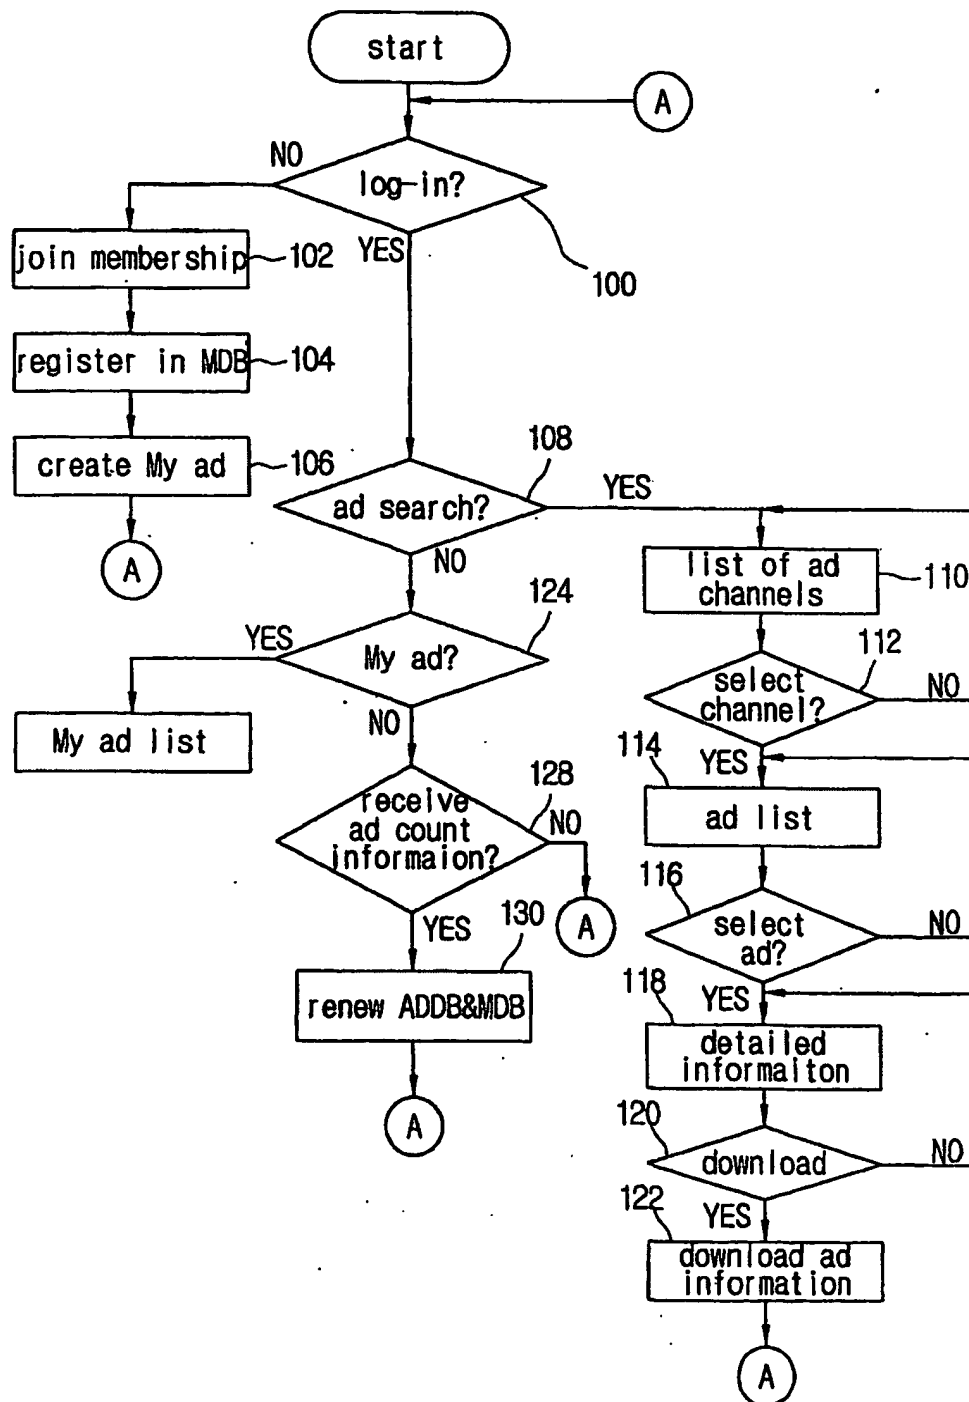 start
A
NO
log-in?
YES
100
join membership
102
register in MDB
104
create My ad
106
A
108
ad search?
YES
NO
list of ad
channels
110
124
YES
My ad?
NO
My ad list
112
select
channel?
NO
YES
114
ad list
128
receive
ad count
informaion?
NO
A
YES
130
renew ADDB&MDB
A
116
select
ad?
NO
YES
118
detailed
informaiton
120
download
NO
YES
122
download ad
information
A